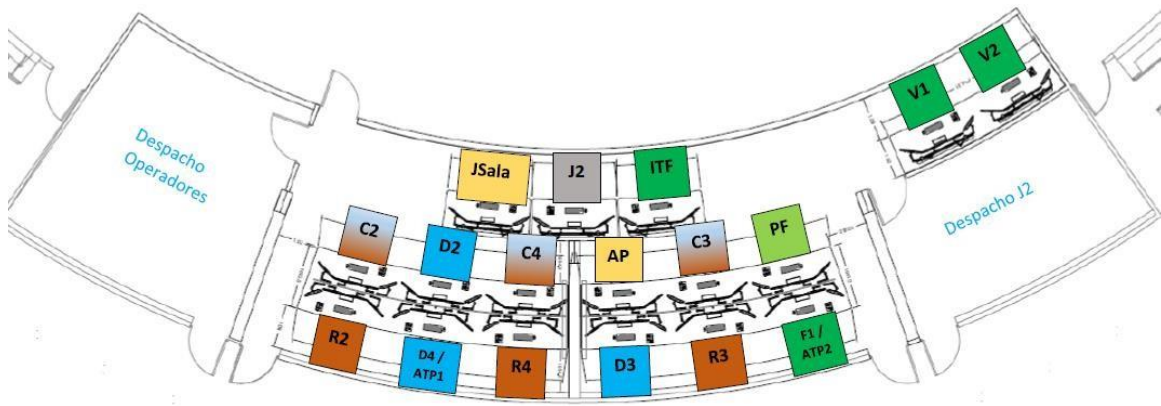 V2
V1
Despacho
Operadores
JSala
J2
ITF
Despacho J2
C2
D2
C4
AP
C3
PF
R2
D4 /
ATP1
R4
D3
R3
F1 /
ATP2